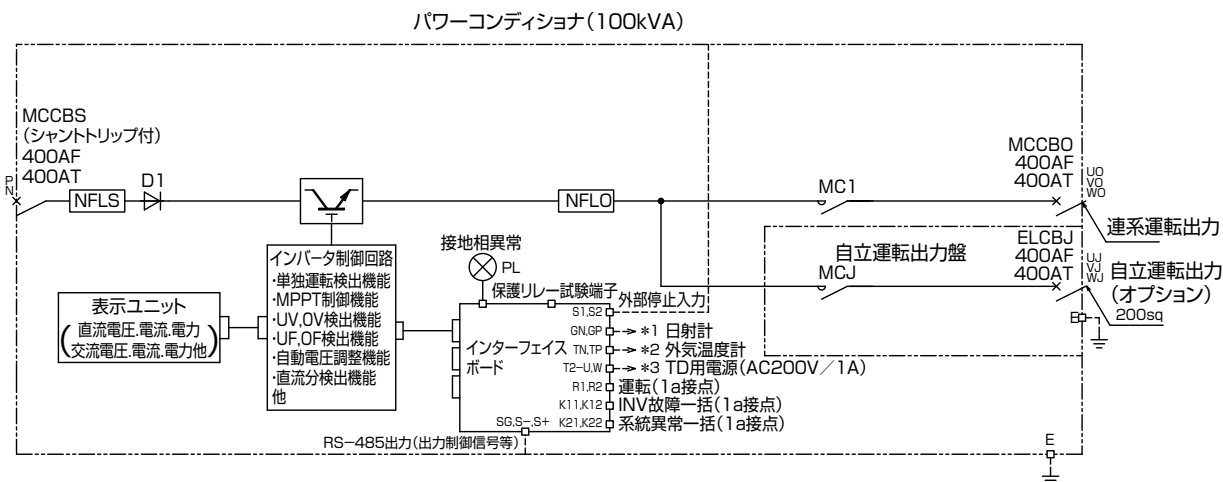 パワーコンディショナ(100kVA)
MCCBS
(シャントトリップ付)
400AF
400AT
P
N
NFLS
D1
NFLO
MC1
MCCBO
400AF
400AT
UO
VO
WO
連系運転出力
自立運転出力盤
MCJ
ELCBJ
400AF
400AT
UJ
VJ
WJ
自立運転出力
(オプション)
200sq
E
E
接地相異常
PL
保護リレー試験端子
インバータ制御回路
・単独運転検出機能
・MPPT制御機能
・UV,OV検出機能
・UF,OF検出機能
・自動電圧調整機能
・直流分検出機能
他
表示ユニット
(直流電圧.電流.電力
交流電圧.電流.電力他)
インターフェイス
ボード
S1,S2 外部停止入力
GN,GP *1 日射計
TN,TP *2 外気温度計
T2-U,W *3 TD用電源(AC200V/1A)
R1,R2 運転(1a接点)
K11,K12 INV故障一括(1a接点)
K21,K22 系統異常一括(1a接点)
SG,S-,S+
RS-485出力(出力制御信号等)